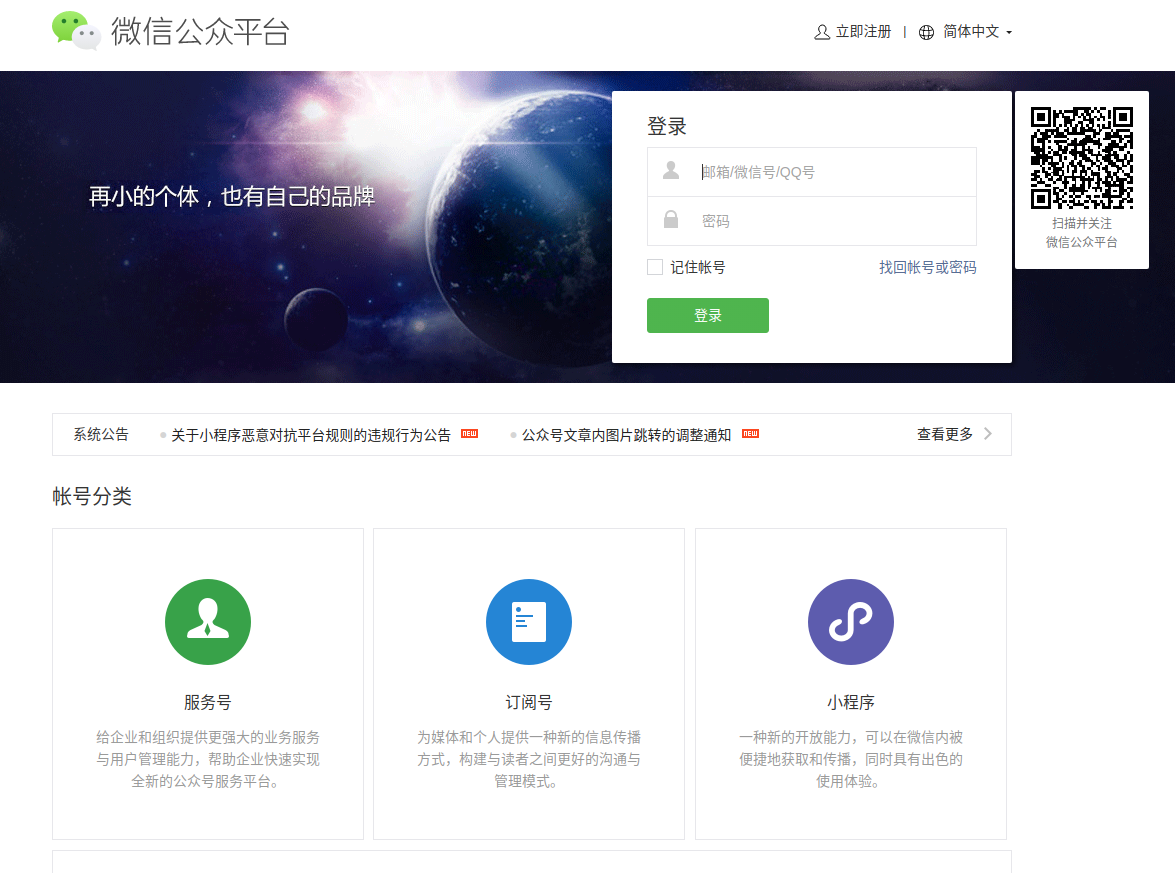 微信公众平台
立即注册 | 简体中文
再小的个体，也有自己的品牌
登录
邮箱/微信号/QQ号
密码
记住帐号
找回帐号或密码
登录
扫描并关注
微信公众平台
系统公告
关于小程序恶意对抗平台规则的违规行为公告 NEW
公众号文章内图片跳转的调整通知 NEW
查看更多
帐号分类
服务号
给企业和组织提供更强大的业务服务
与用户管理能力，帮助企业快速实现
全新的公众号服务平台。
订阅号
为媒体和个人提供一种新的信息传播
方式，构建与读者之间更好的沟通与
管理模式。
小程序
一种新的开放能力，可以在微信内被
便捷地获取和传播，同时具有出色的
使用体验。